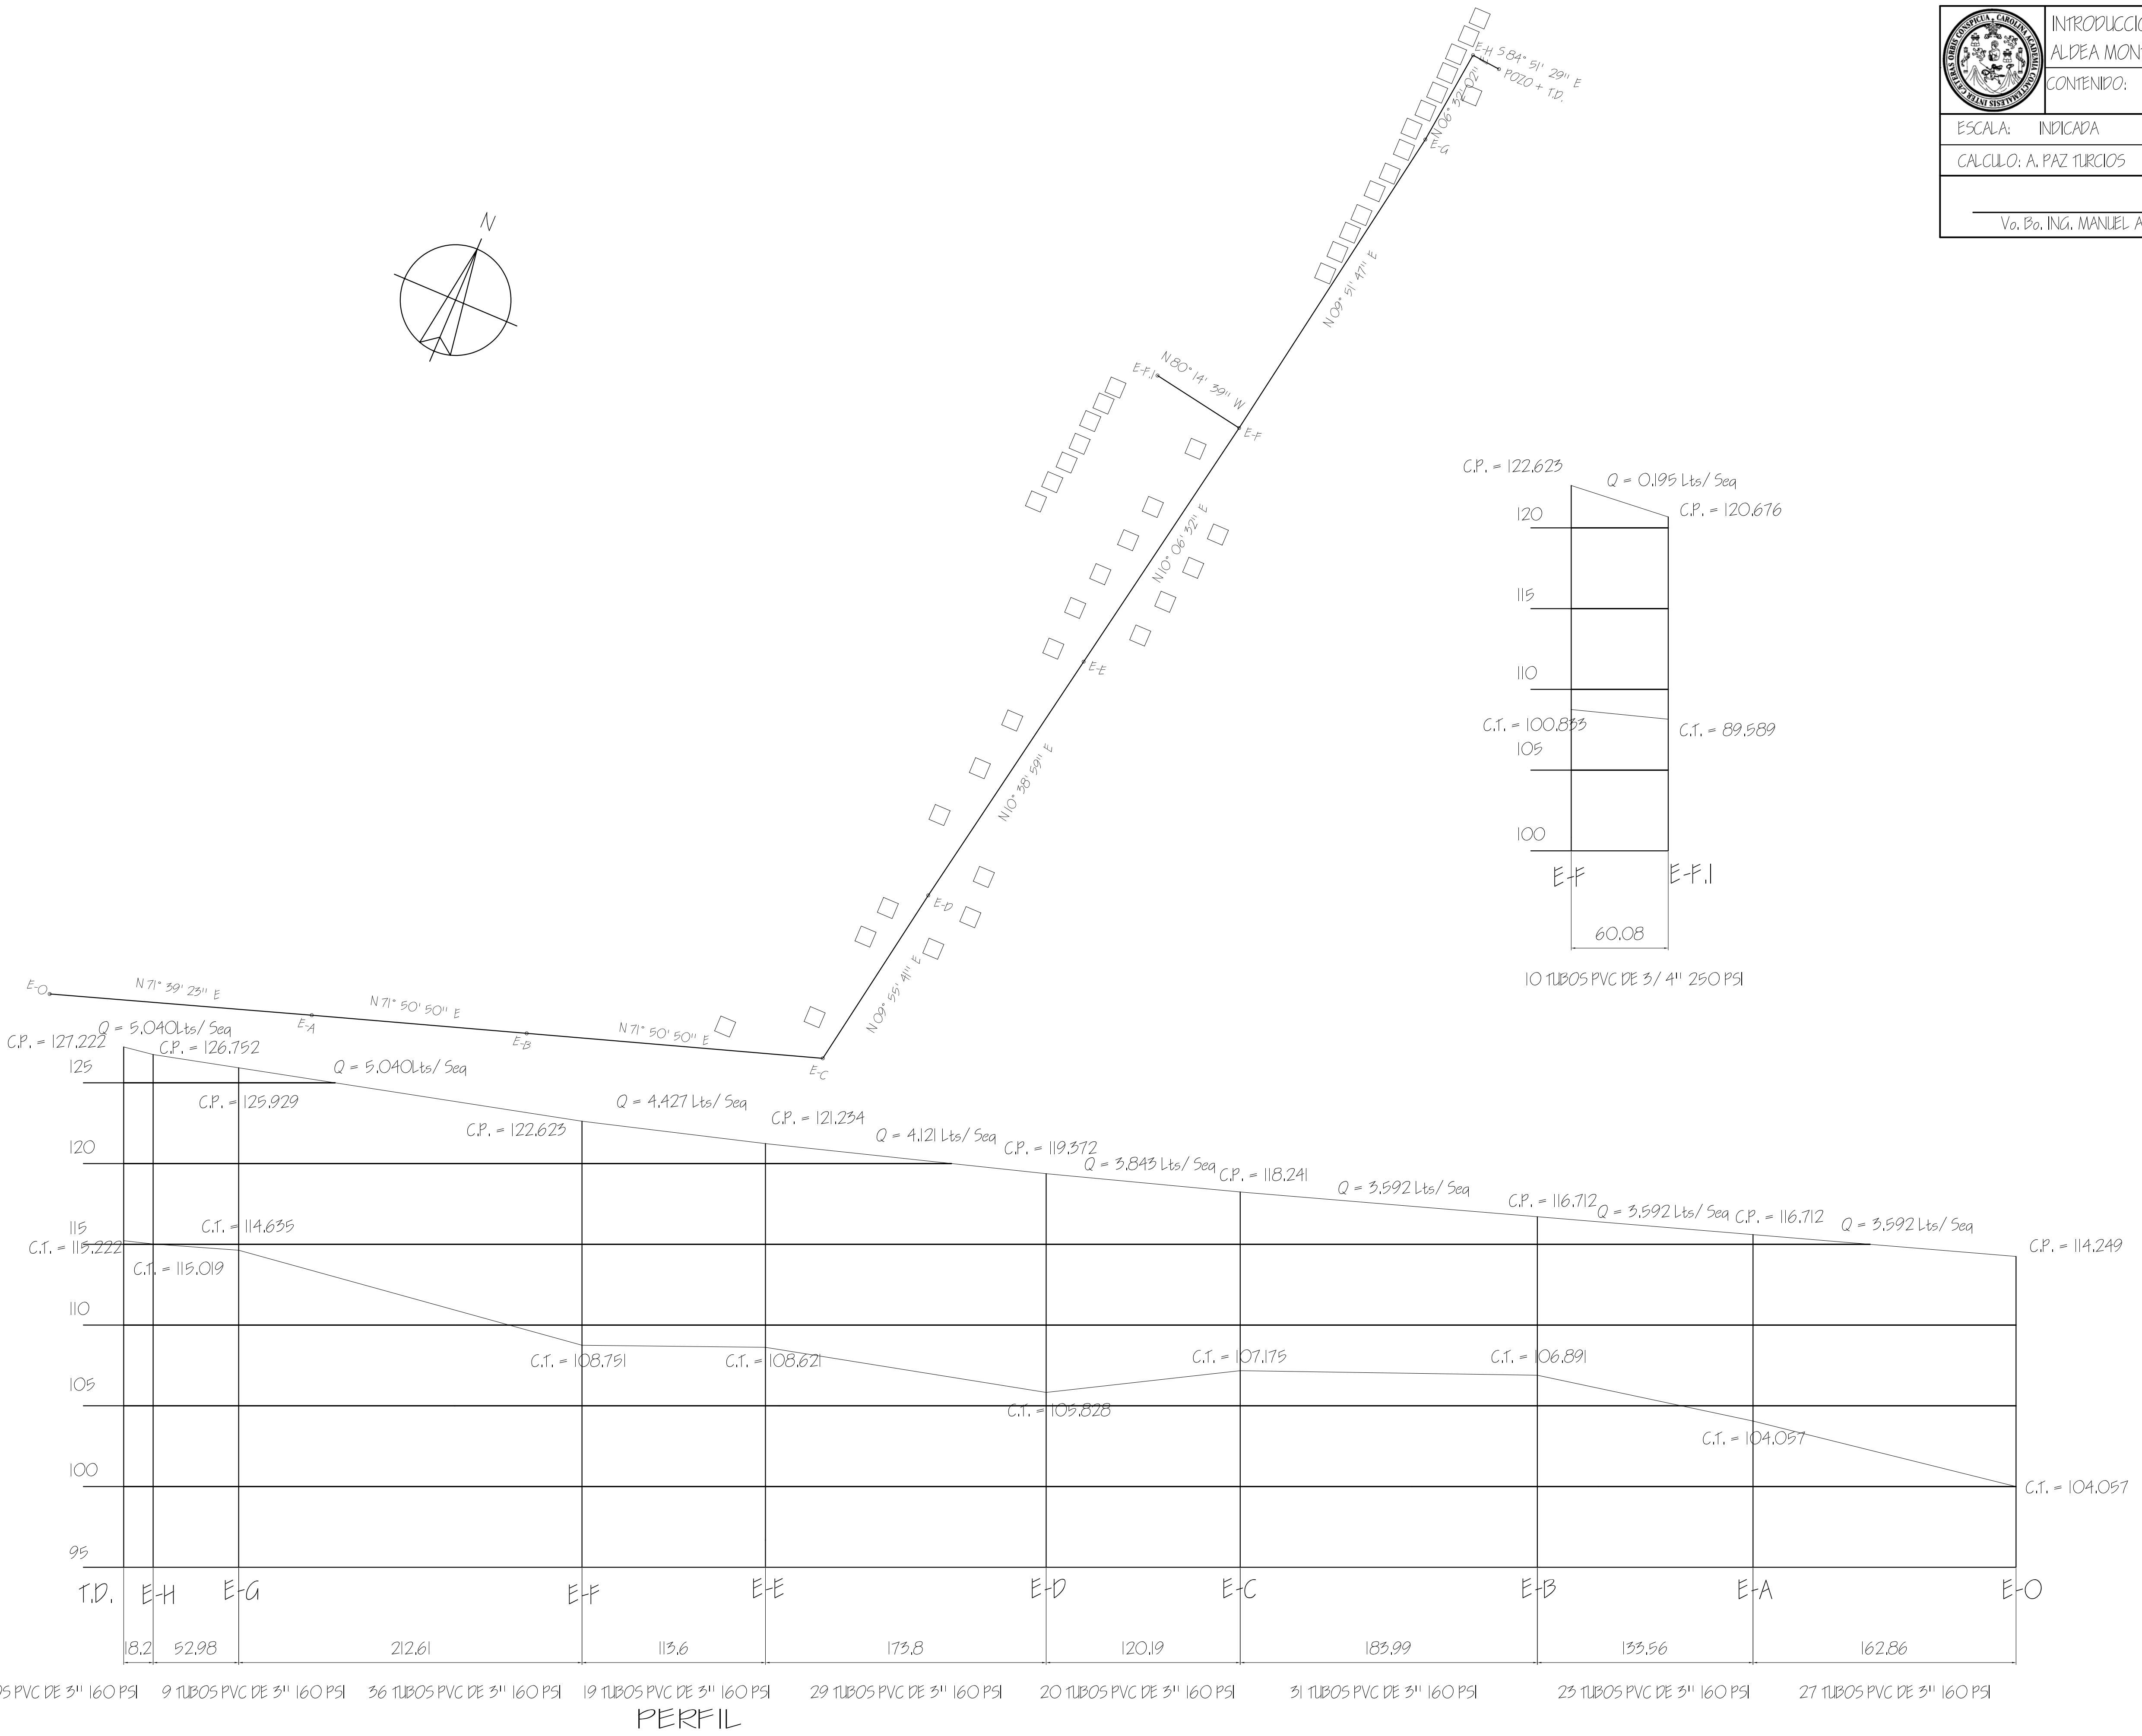 INTER CAETERAS ORBIS CONSPICUA CAROLINA ACADEMIA COACTEMALENSIS
ESCALA: INDICADA
CALCULO: A. PAZ TURCIOS
CONTENIDO:
Vo. Bo. ING. MANUEL
N
E-H
S 84° 51' 29" E
POZO + T.D.
N 06° 32' 02"
E-G
N 09° 51' 47" E
N 80° 14' 39" W
E-F.1
E-F
N 10° 06' 32" E
E-E
N 10° 38' 59" E
E-D
N 09° 55' 41" E
E-O
N 71° 39' 23" E
E-A
N 71° 50' 50" E
E-B
N 71° 50' 50" E
E-C
C.P. = 122.623
Q = 0.195 Lts/ Seg
C.P. = 120.676
120
115
110
C.T. = 100.833
C.T. = 89.589
105
100
E-F
E-F.1
60.08
10 TUBOS PVC DE 3/ 4" 250 PSI
Q = 5.040Lts/ Seg
C.P. = 127.222
C.P. = 126.752
125
Q = 5.040Lts/ Seg
C.P. = 125.929
Q = 4.427 Lts/ Seg
C.P. = 122.623
C.P. = 121.234
Q = 4.121 Lts/ Seg
120
C.P. = 119.372
Q = 3.843 Lts/ Seg
C.P. = 118.241
Q = 3.592 Lts/ Seg
C.P. = 116.712
Q = 3.592 Lts/ Seg
C.P. = 116.712
Q = 3.592 Lts/ Seg
C.P. = 114.249
115
C.T. = 115.222
C.T. = 114.635
C.T. = 115.019
110
C.T. = 108.751
C.T. = 108.621
C.T. = 107.175
C.T. = 106.891
105
C.T. = 105.828
C.T. = 104.057
100
C.T. = 104.057
95
T.D. E-H E-G E-F E-E E-D E-C E-B E-A E-O
18.2 52.98 212.61 113.6 173.8 120.19 183.99 133.56 162.86
PVC DE 3" 160 PSI 9 TUBOS PVC DE 3" 160 PSI 36 TUBOS PVC DE 3" 160 PSI 19 TUBOS PVC DE 3" 160 PSI 29 TUBOS PVC DE 3" 160 PSI 20 TUBOS PVC DE 3" 160 PSI 31 TUBOS PVC DE 3" 160 PSI 23 TUBOS PVC DE 3" 160 PSI 27 TUBOS PVC DE 3" 160 PSI
PERFIL